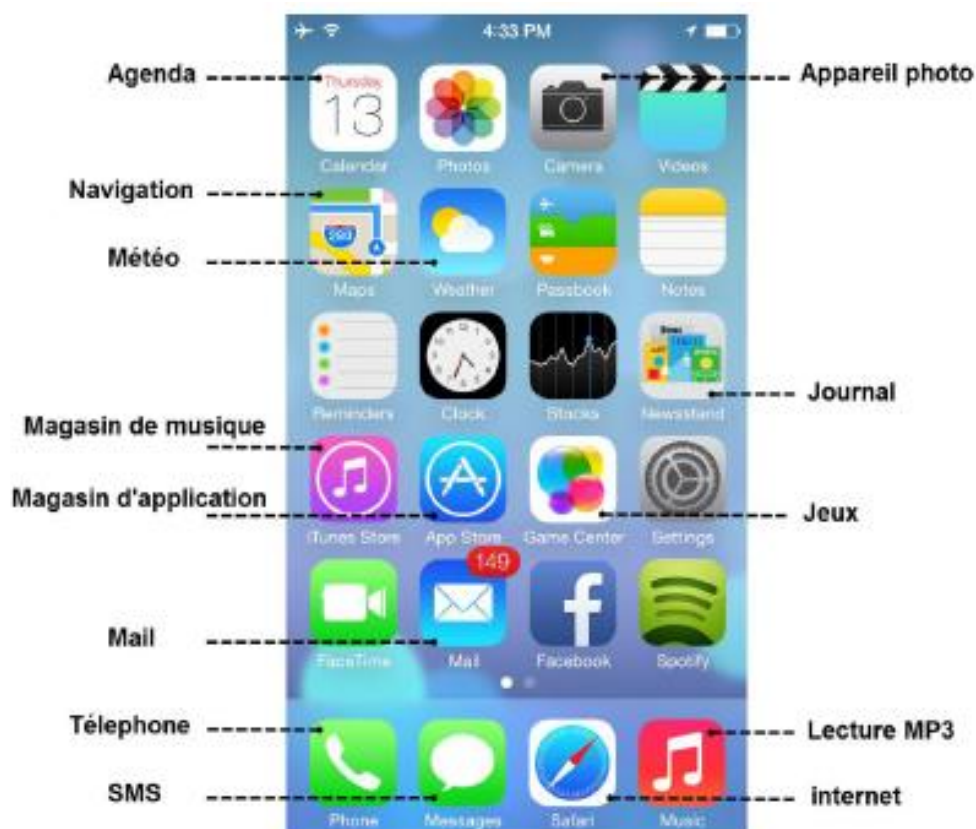 4:33 PM
Agenda
Appareil photo
Thursday
13
Calendar Photos Camera Videos
Navigation
280
A
Météo
Maps Weather Passbook Notes
Journal
Reminders Clock Stocks Newsstand
Magasin de musique
Magasin d'application
Jeux
iTunes Store App Store Game Center Settings
149
Mail
FaceTime Mail Facebook Spotify
Télephone
Lecture MP3
SMS
internet
Phone Messages Safari Music